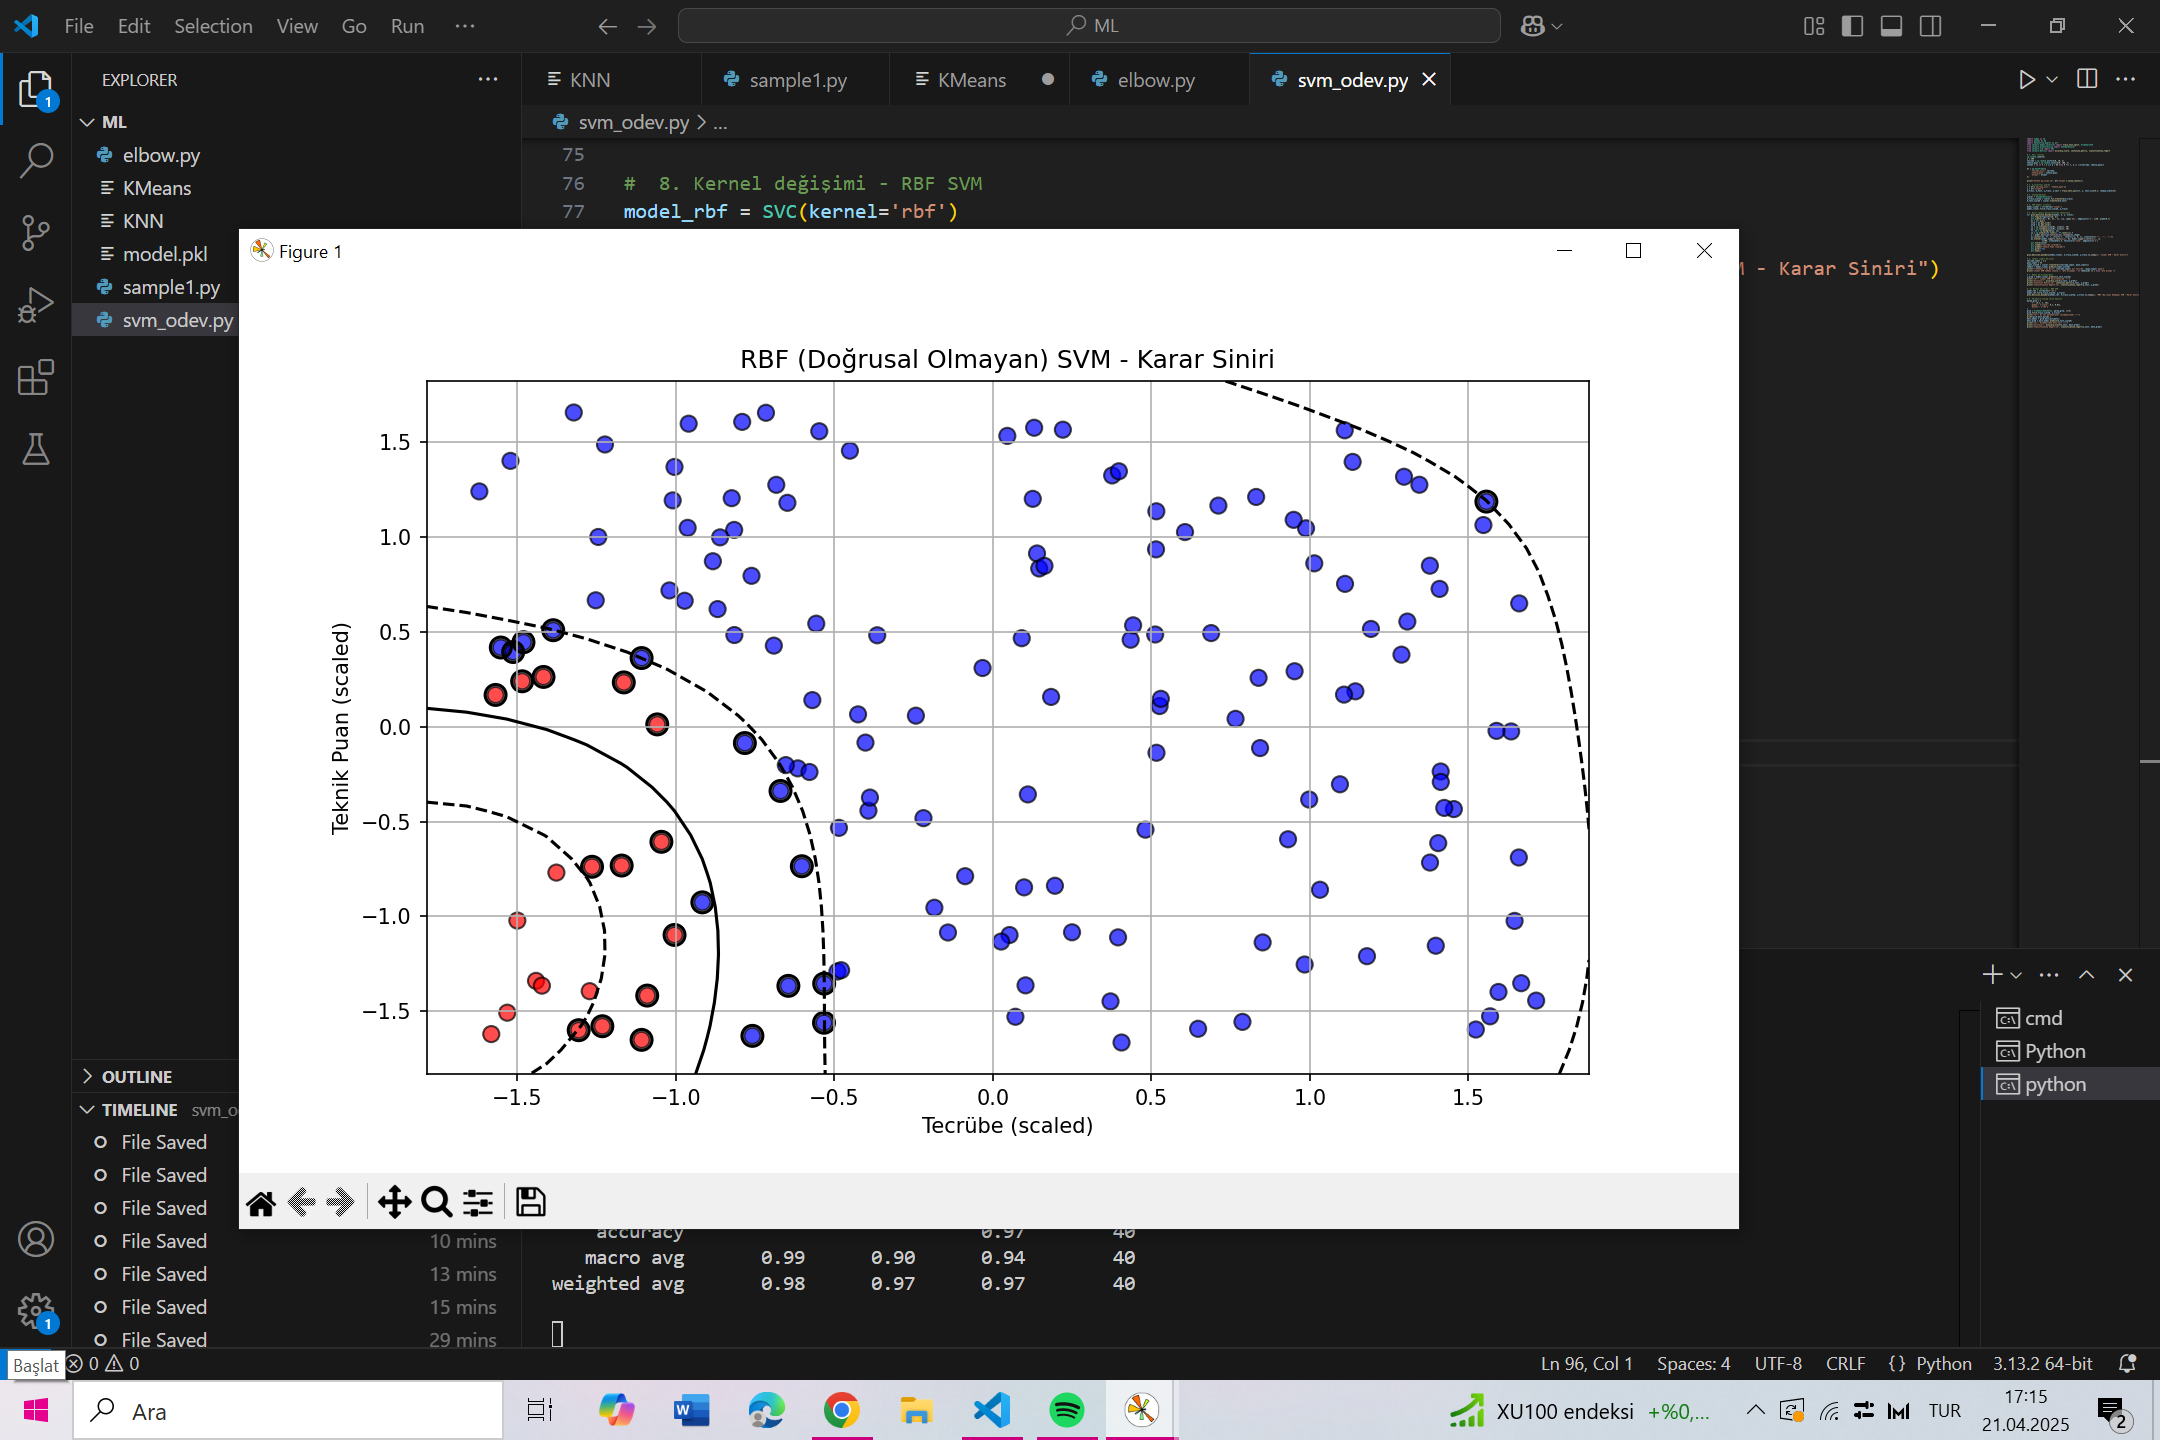 File Edit Selection View Go Run ...
ML
EXPLORER
KNN
sample1.py
KMeans
elbow.py
svm_odev.py
svm_odev.py > ...
1
ML
elbow.py
KMeans
KNN
model.pkl
sample1.py
svm_odev.py
75
76 # 8. Kernel değişimi - RBF SVM
77 model_rbf = SVC(kernel='rbf')
- Karar Siniri")
Figure 1
RBF (Doğrusal Olmayan) SVM - Karar Siniri
Teknik Puan (scaled)
1.5
1.0
0.5
0.0
−0.5
−1.0
−1.5
−1.5 −1.0 −0.5 0.0 0.5 1.0 1.5
Tecrübe (scaled)
cmd
Python
python
OUTLINE
TIMELINE svm_o
File Saved
File Saved
File Saved
File Saved 10 mins
File Saved 13 mins
File Saved 15 mins
File Saved 29 mins
1
accuracy 0.97 40
macro avg 0.99 0.90 0.94 40
weighted avg 0.98 0.97 0.97 40
Başlat
0 0
Ln 96, Col 1 Spaces: 4 UTF-8 CRLF {} Python 3.13.2 64-bit
Ara
XU100 endeksi +%0,...
TUR
17:15
21.04.2025
2